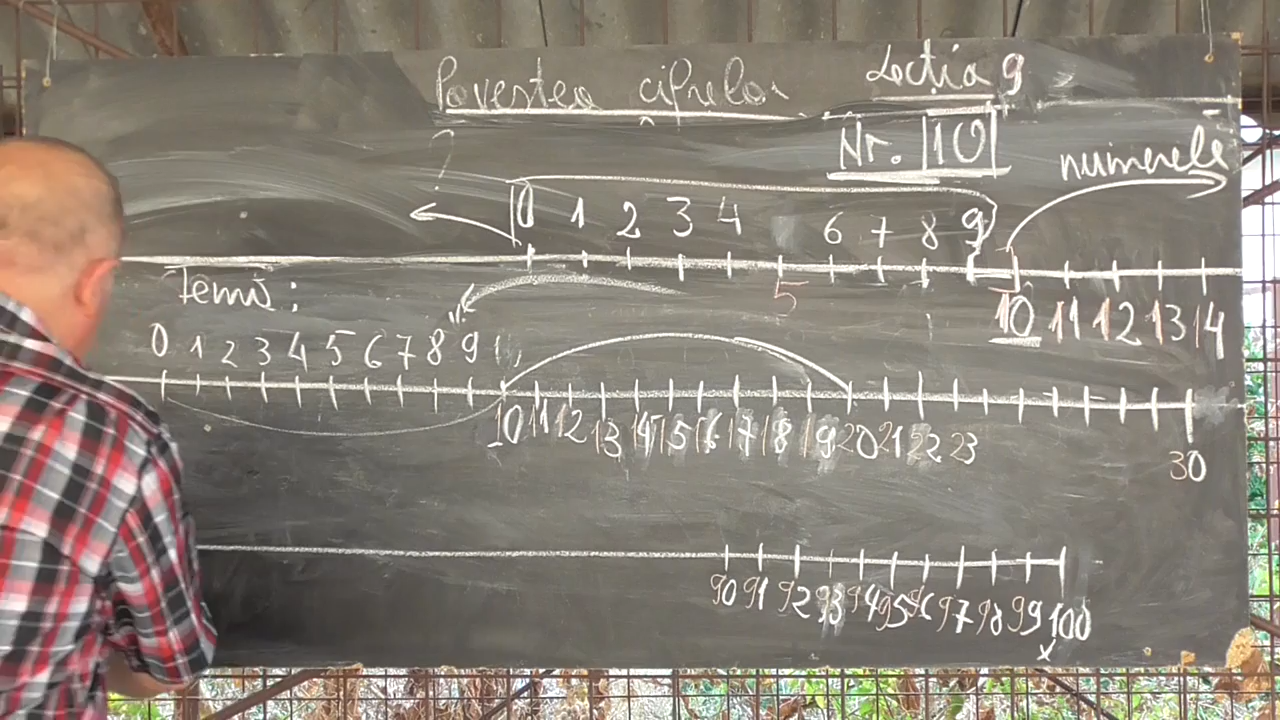 Povestea cifrelor Lecția 9
Nr. 10
numerele
?
0 1 2 3 4 6 7 8 9
5 10 11 12 13 14
Temă:
0 1 2 3 4 5 6 7 8 9
10 11 12 13 14 15 16 17 18 19 20 21 22 23
30
90 91 92 93 94 95 96 97 98 99 100
x